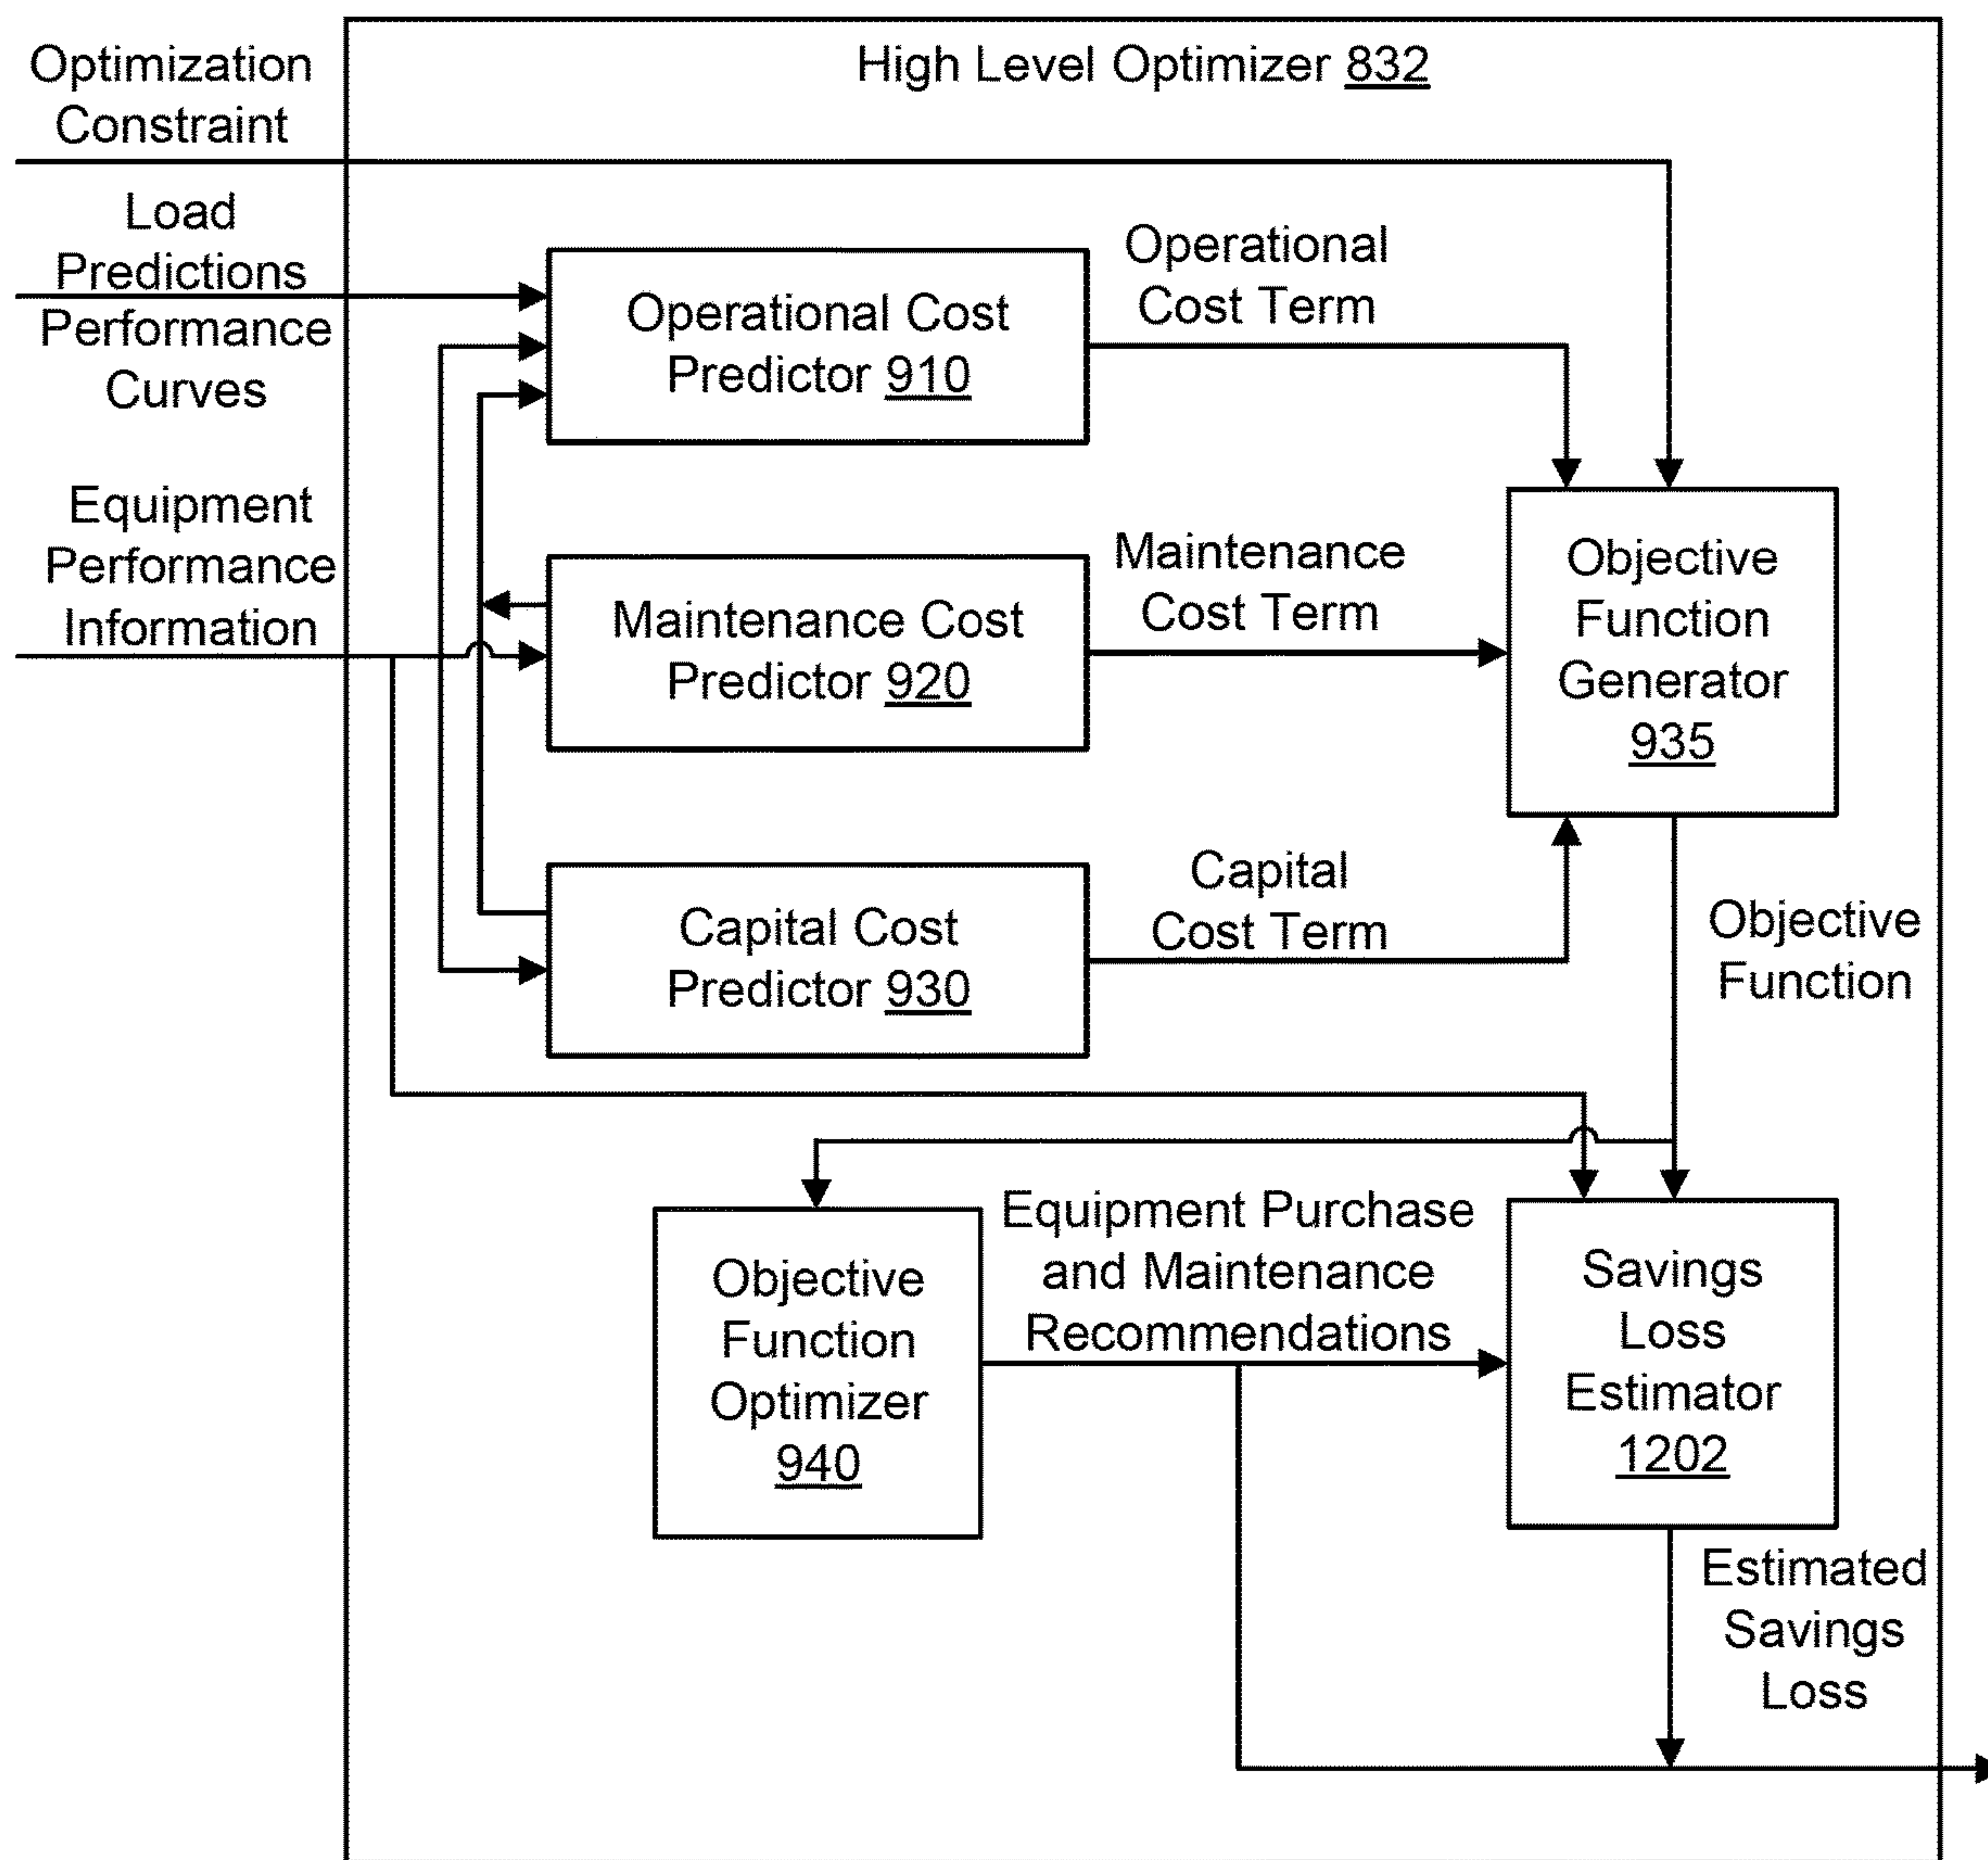 High Level Optimizer 832
Optimization
Constraint
Load
Predictions
Performance
Curves
Equipment
Performance
Information
Operational Cost
Predictor 910
Operational
Cost Term
Maintenance Cost
Predictor 920
Maintenance
Cost Term
Capital Cost
Predictor 930
Capital
Cost Term
Objective
Function
Generator
935
Objective
Function
Objective
Function
Optimizer
940
Equipment Purchase
and Maintenance
Recommendations
Savings
Loss
Estimator
1202
Estimated
Savings
Loss